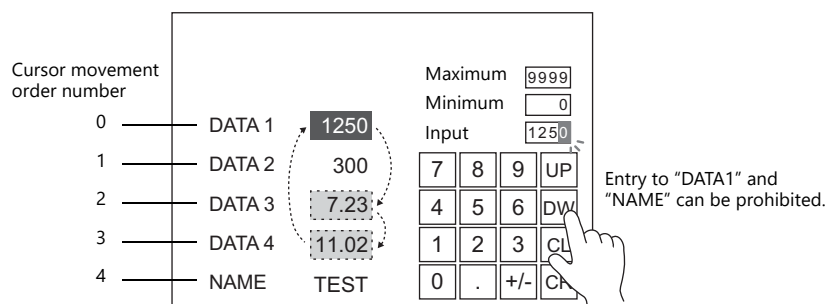 Cursor movement
order number
0 DATA 1 1250
1 DATA 2 300
2 DATA 3 7.23
3 DATA 4 11.02
4 NAME TEST
Maximum 9999
Minimum 0
Input 1250
7 8 9 UP
4 5 6 DW
1 2 3 CL
0 . +/- CR
Entry to “DATA1” and
“NAME” can be prohibited.